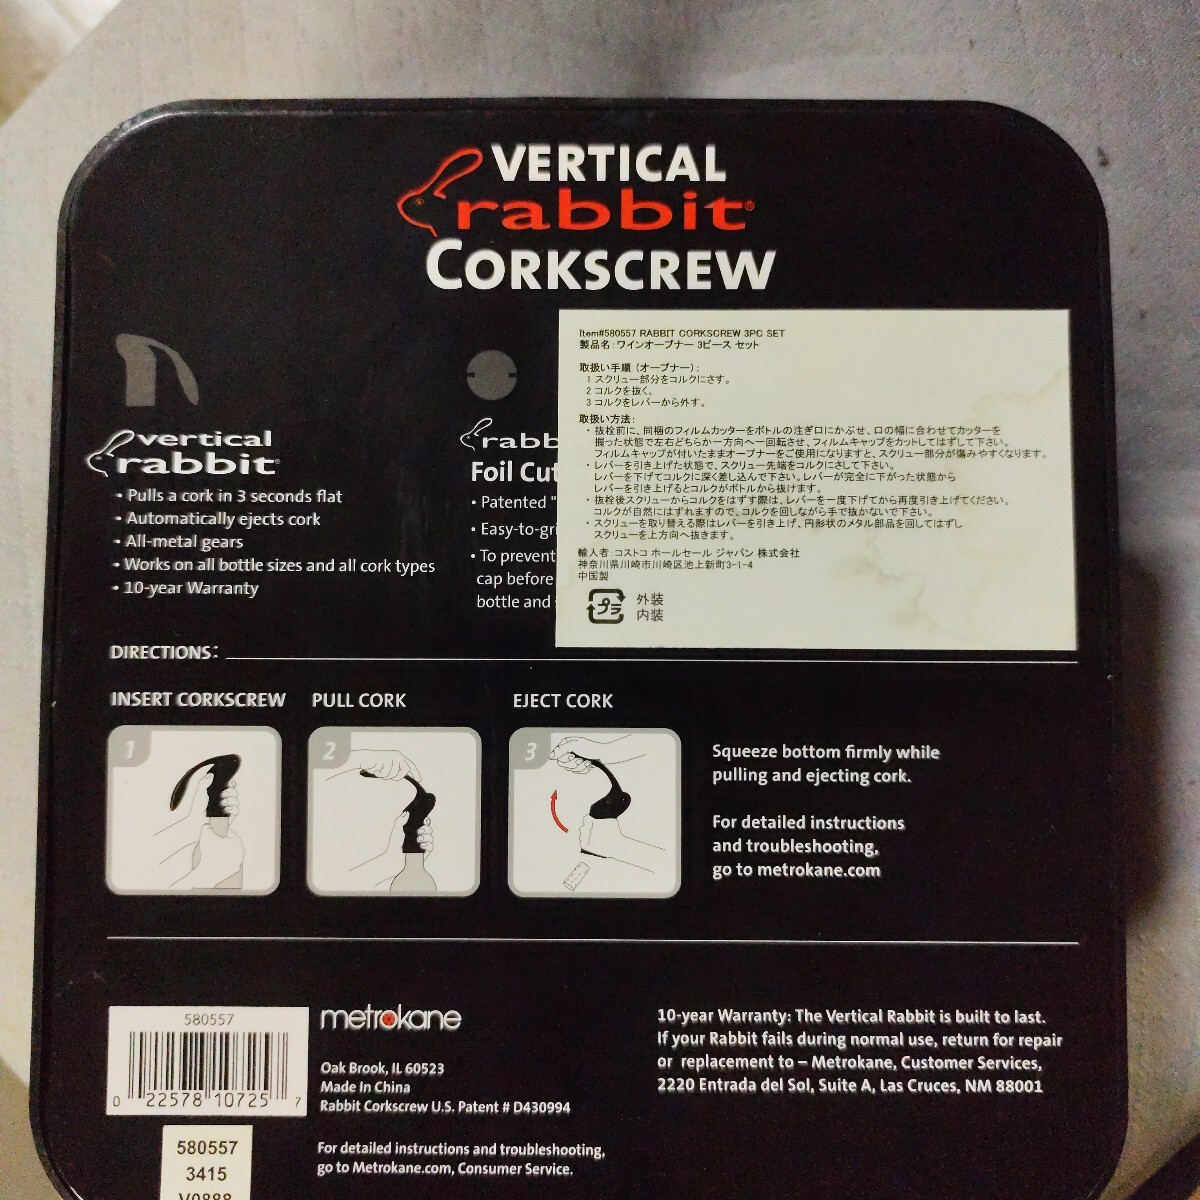 VERTICAL
rabbit®
CORKSCREW
Item#580557 RABBIT CORKSCREW 3PC SET
製品名：ワインオープナー 3ピース セット
取扱い手順（オープナー）：
1 スクリュー部分をコルクにさす。
2 コルクを抜く。
3 コルクをレバーから外す。
取扱い方法：
・抜栓前に、同梱のフィルムカッターをボトルの注ぎ口にかぶせ、口の幅に合わせてカッターを
握った状態で左右どちらか一方向へ一回転させ、フィルムキャップをカットしてはずして下さい。
フィルムキャップが付いたままオープナーをご使用になりますと、スクリュー部分が傷みやすくなります。
・レバーを引き上げた状態で、スクリュー先端をコルクにさして下さい。
レバーを下げてコルクに深く差し込んで下さい。レバーが完全に下がった状態から
レバーを引き上げるとコルクがボトルから抜けます。
・抜栓後スクリューからコルクをはずす際は、レバーを一度下げてから再度引き上げてください。
コルクが自然にはずれますので、コルクを回しながら手で抜かないで下さい。
・スクリューを取り替える際はレバーを引き上げ、円形状のメタル部品を回してはずし
スクリューを上方向へ抜きます。
輸入者：コストコ ホールセール ジャパン 株式会社
神奈川県川崎市川崎区池上新町3-1-4
中国製
プラ 外装
内装
vertical
rabbit®
• Pulls a cork in 3 seconds flat
• Automatically ejects cork
• All-metal gears
• Works on all bottle sizes and all cork types
• 10-year Warranty
rabb
Foil Cut
• Patented "
• Easy-to-gri
• To prevent
cap before
bottle and
DIRECTIONS:
INSERT CORKSCREW
PULL CORK
EJECT CORK
1
2
3
Squeeze bottom firmly while
pulling and ejecting cork.
For detailed instructions
and troubleshooting,
go to metrokane.com
580557
0 22578 10725 7
580557
3415
V0888
metrokane
Oak Brook, IL 60523
Made In China
Rabbit Corkscrew U.S. Patent # D430994
For detailed instructions and troubleshooting,
go to Metrokane.com, Consumer Service.
10-year Warranty: The Vertical Rabbit is built to last.
If your Rabbit fails during normal use, return for repair
or replacement to – Metrokane, Customer Services,
2220 Entrada del Sol, Suite A, Las Cruces, NM 88001